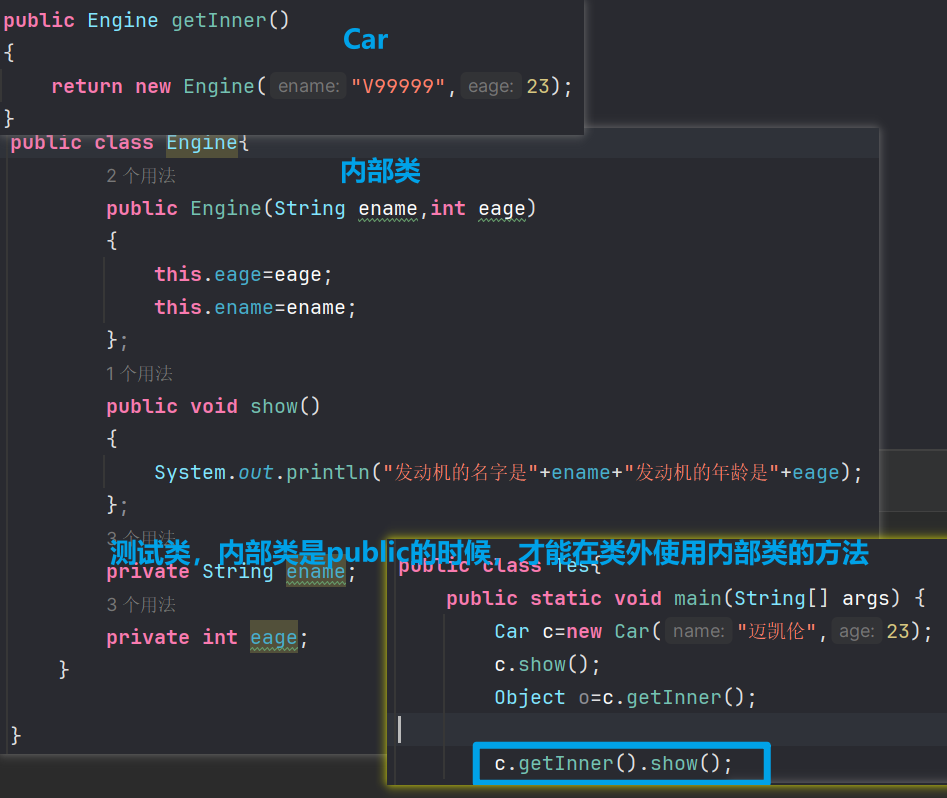 public Engine getInner()
Car
{
return new Engine( ename: "V99999", eage: 23);
}
public class Engine{
内部类
2 个用法
public Engine(String ename,int eage)
{
this.eage=eage;
this.ename=ename;
};
1 个用法
public void show()
{
System.out.println("发动机的名字是"+ename+"发动机的年龄是"+eage);
};
3 个用法
测试类，内部类是public的时候，才能在类外使用内部类的方法
private String ename;
3 个用法
private int eage;
}
}
public class Tes{
public static void main(String[] args) {
Car c=new Car( name: "迈凯伦", age: 23);
c.show();
Object o=c.getInner();
c.getInner().show();